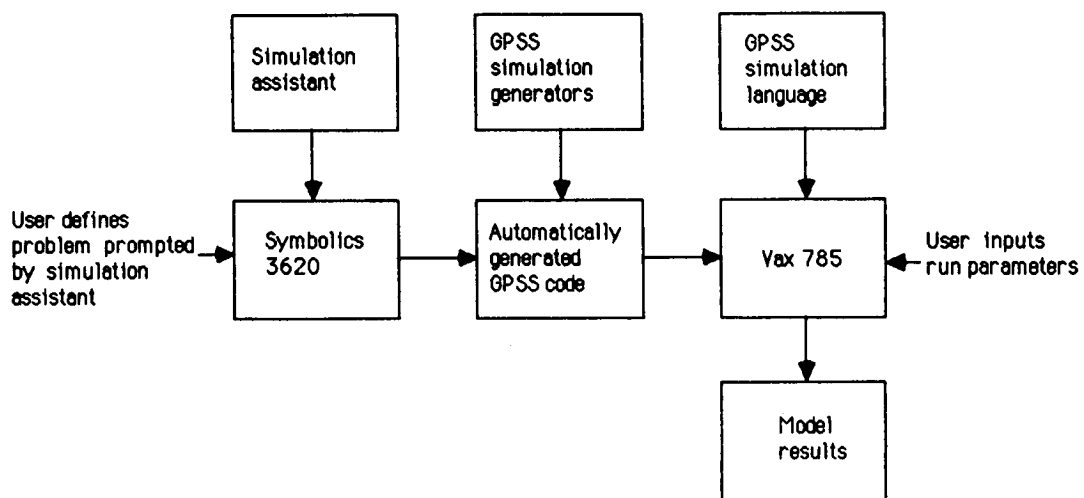 Simulation
assistant
GPSS
simulation
generators
GPSS
simulation
language
User defines
problem prompted
by simulation
assistant
Symbolics
3620
Automatically
generated
GPSS code
Vax 785
User inputs
run parameters
Model
results